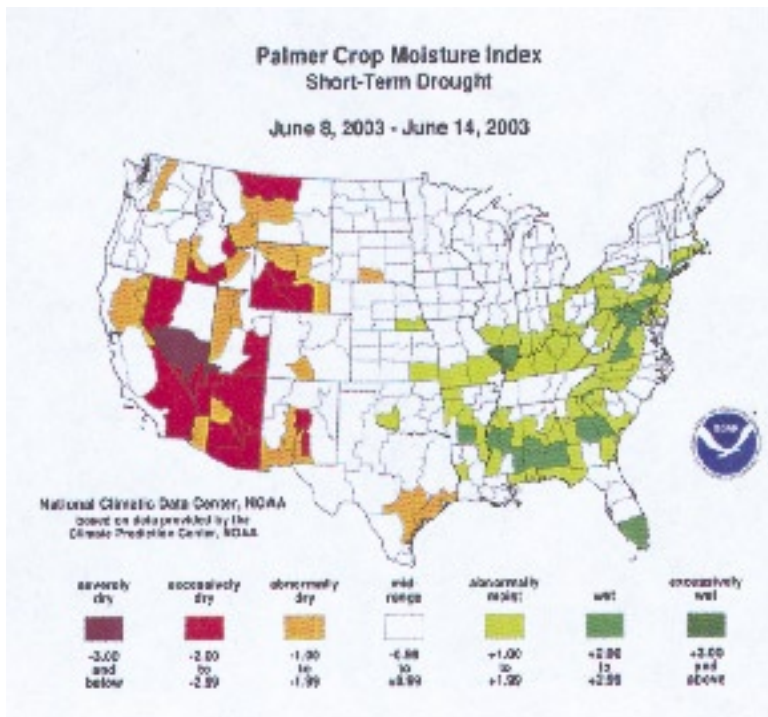 Palmer Crop Moisture Index
Short-Term Drought
June 8, 2003 - June 14, 2003
NOAA
National Climatic Data Center, NOAA
based on data provided by the
Climate Prediction Center, NOAA
severely dry
excessively dry
abnormally dry
mid range
abnormally moist
wet
excessively wet
-3.00 and below
-2.00 to -2.99
-1.00 to -1.99
-0.99 to +0.99
+1.00 to +1.99
+2.00 to +2.99
+3.00 and above